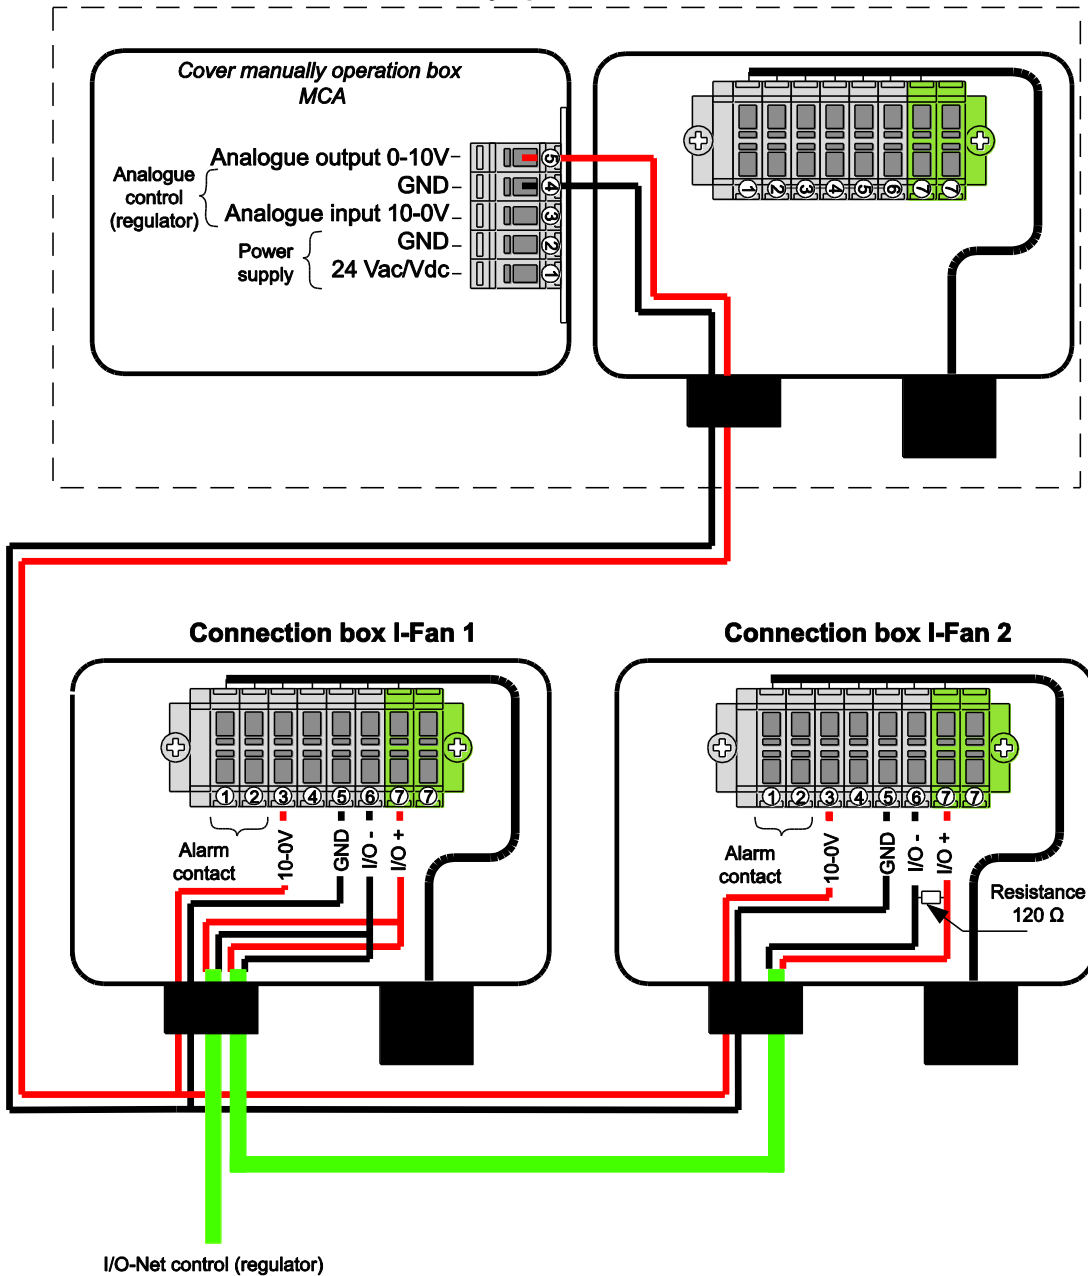 Cover manually operation box
MCA
Analogue output 0-10V
GND
Analogue input 10-0V
GND
24 Vac/Vdc
Analogue
control
(regulator)
Power
supply
5
4
3
2
1
1 2 3 4 5 6 7 7
Connection box I-Fan 1
1 2 3 4 5 6 7 7
Alarm
contact
10-0V
GND
I/O -
I/O +
Connection box I-Fan 2
1 2 3 4 5 6 7 7
Alarm
contact
10-0V
GND
I/O -
I/O +
Resistance
120 Ω
I/O-Net control (regulator)